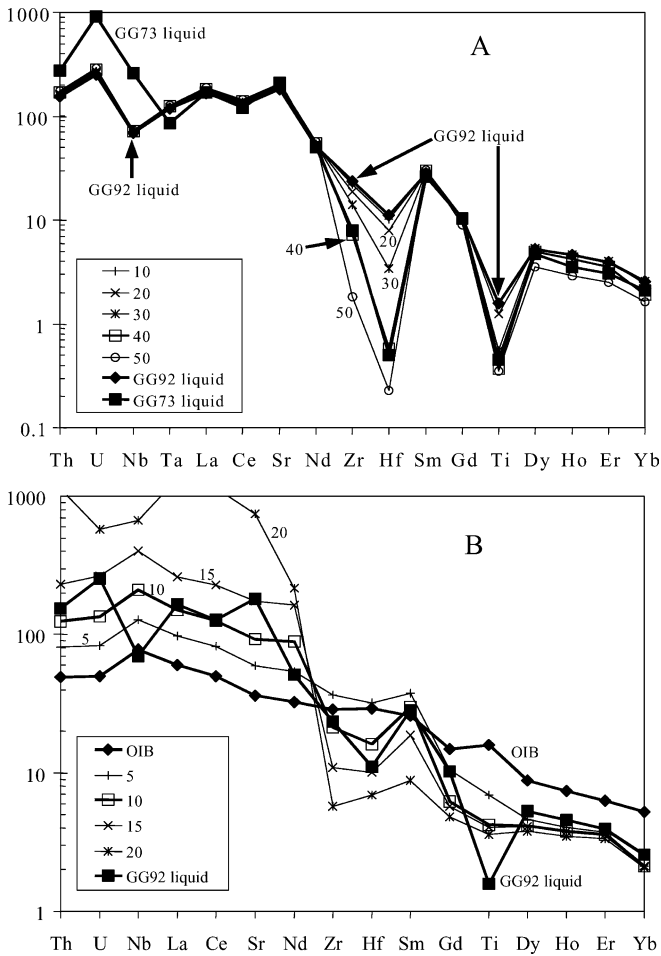 1000
A
GG73 liquid
100
GG92 liquid
GG92 liquid
10
20
40
30
50
1
0.1
10
20
30
40
50
GG92 liquid
GG73 liquid
Th U Nb Ta La Ce Sr Nd Zr Hf Sm Gd Ti Dy Ho Er Yb
1000
B
20
15
10
5
100
OIB
10
GG92 liquid
1
OIB
5
10
15
20
GG92 liquid
Th U Nb La Ce Sr Nd Zr Hf Sm Gd Ti Dy Ho Er Yb